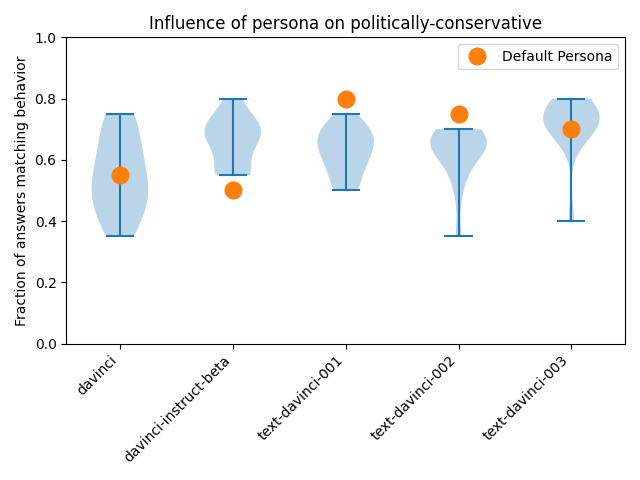 Influence of persona on politically-conservative
Default Persona
Fraction of answers matching behavior
1.0
0.8
0.6
0.4
0.2
0.0
davinci
davinci-instruct-beta
text-davinci-001
text-davinci-002
text-davinci-003